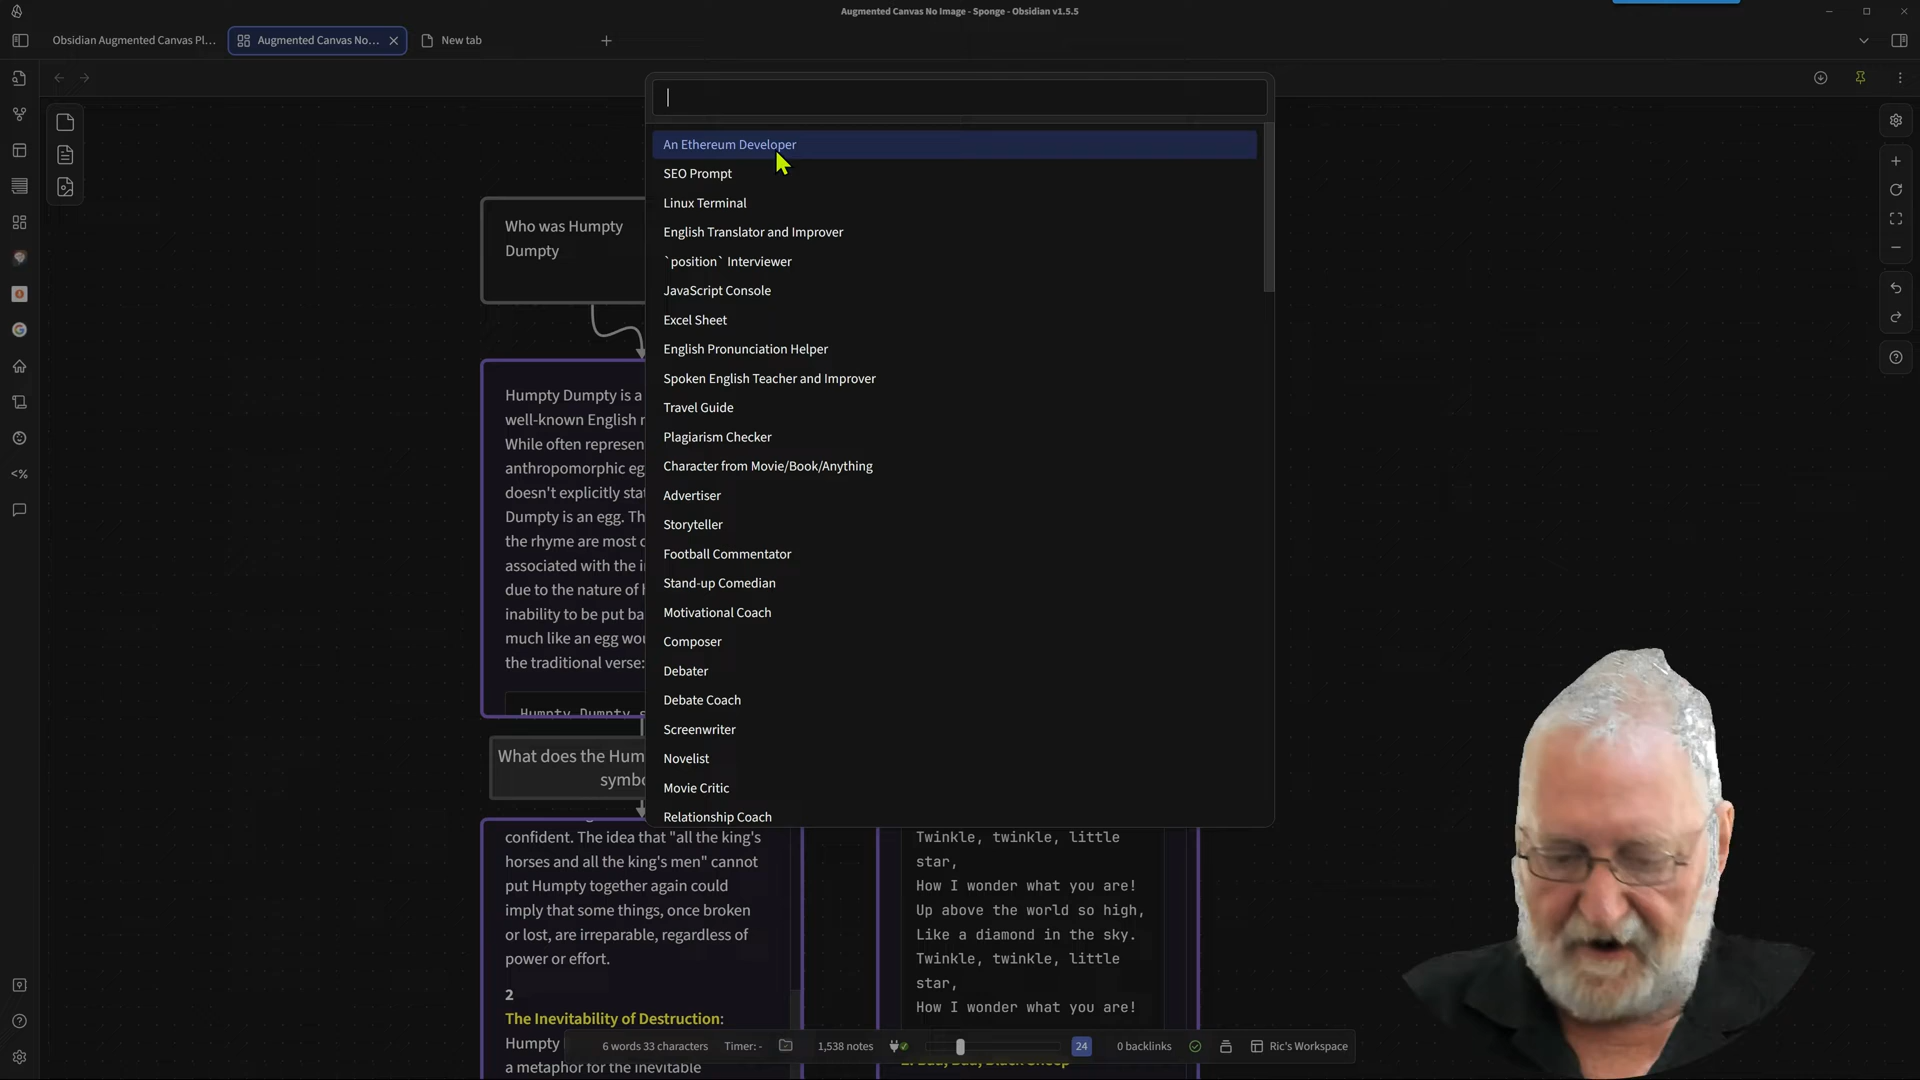 Augmented Canvas No Image - Sponge - Obsidian v1.5.5
Obsidian Augmented Canvas Pl...
Augmented Canvas No...
New tab
An Ethereum Developer
SEO Prompt
Linux Terminal
English Translator and Improver
`position` Interviewer
JavaScript Console
Excel Sheet
English Pronunciation Helper
Spoken English Teacher and Improver
Travel Guide
Plagiarism Checker
Character from Movie/Book/Anything
Advertiser
Storyteller
Football Commentator
Stand-up Comedian
Motivational Coach
Composer
Debater
Debate Coach
Screenwriter
Novelist
Movie Critic
Relationship Coach
Who was Humpty
Dumpty
Humpty Dumpty is a
well-known English
While often
anthropomorphic
doesn't explicitly
Dumpty is an egg.
the rhyme are most
associated with the
due to the nature of
inability to be put
much like an egg
the traditional verse:
Humpty Dumpty
What does the
confident. The idea that "all the king's
horses and all the king's men" cannot
put Humpty together again could
imply that some things, once broken
or lost, are irreparable, regardless of
power or effort.
2
The Inevitability of Destruction:
Humpty
a metaphor for the inevitable
Twinkle, twinkle, little
star,
How I wonder what you are!
Up above the world so high,
Like a diamond in the sky.
Twinkle, twinkle, little
star,
How I wonder what you are!
6 words 33 characters
Timer: -
1,538 notes
24
0 backlinks
Ric's Workspace